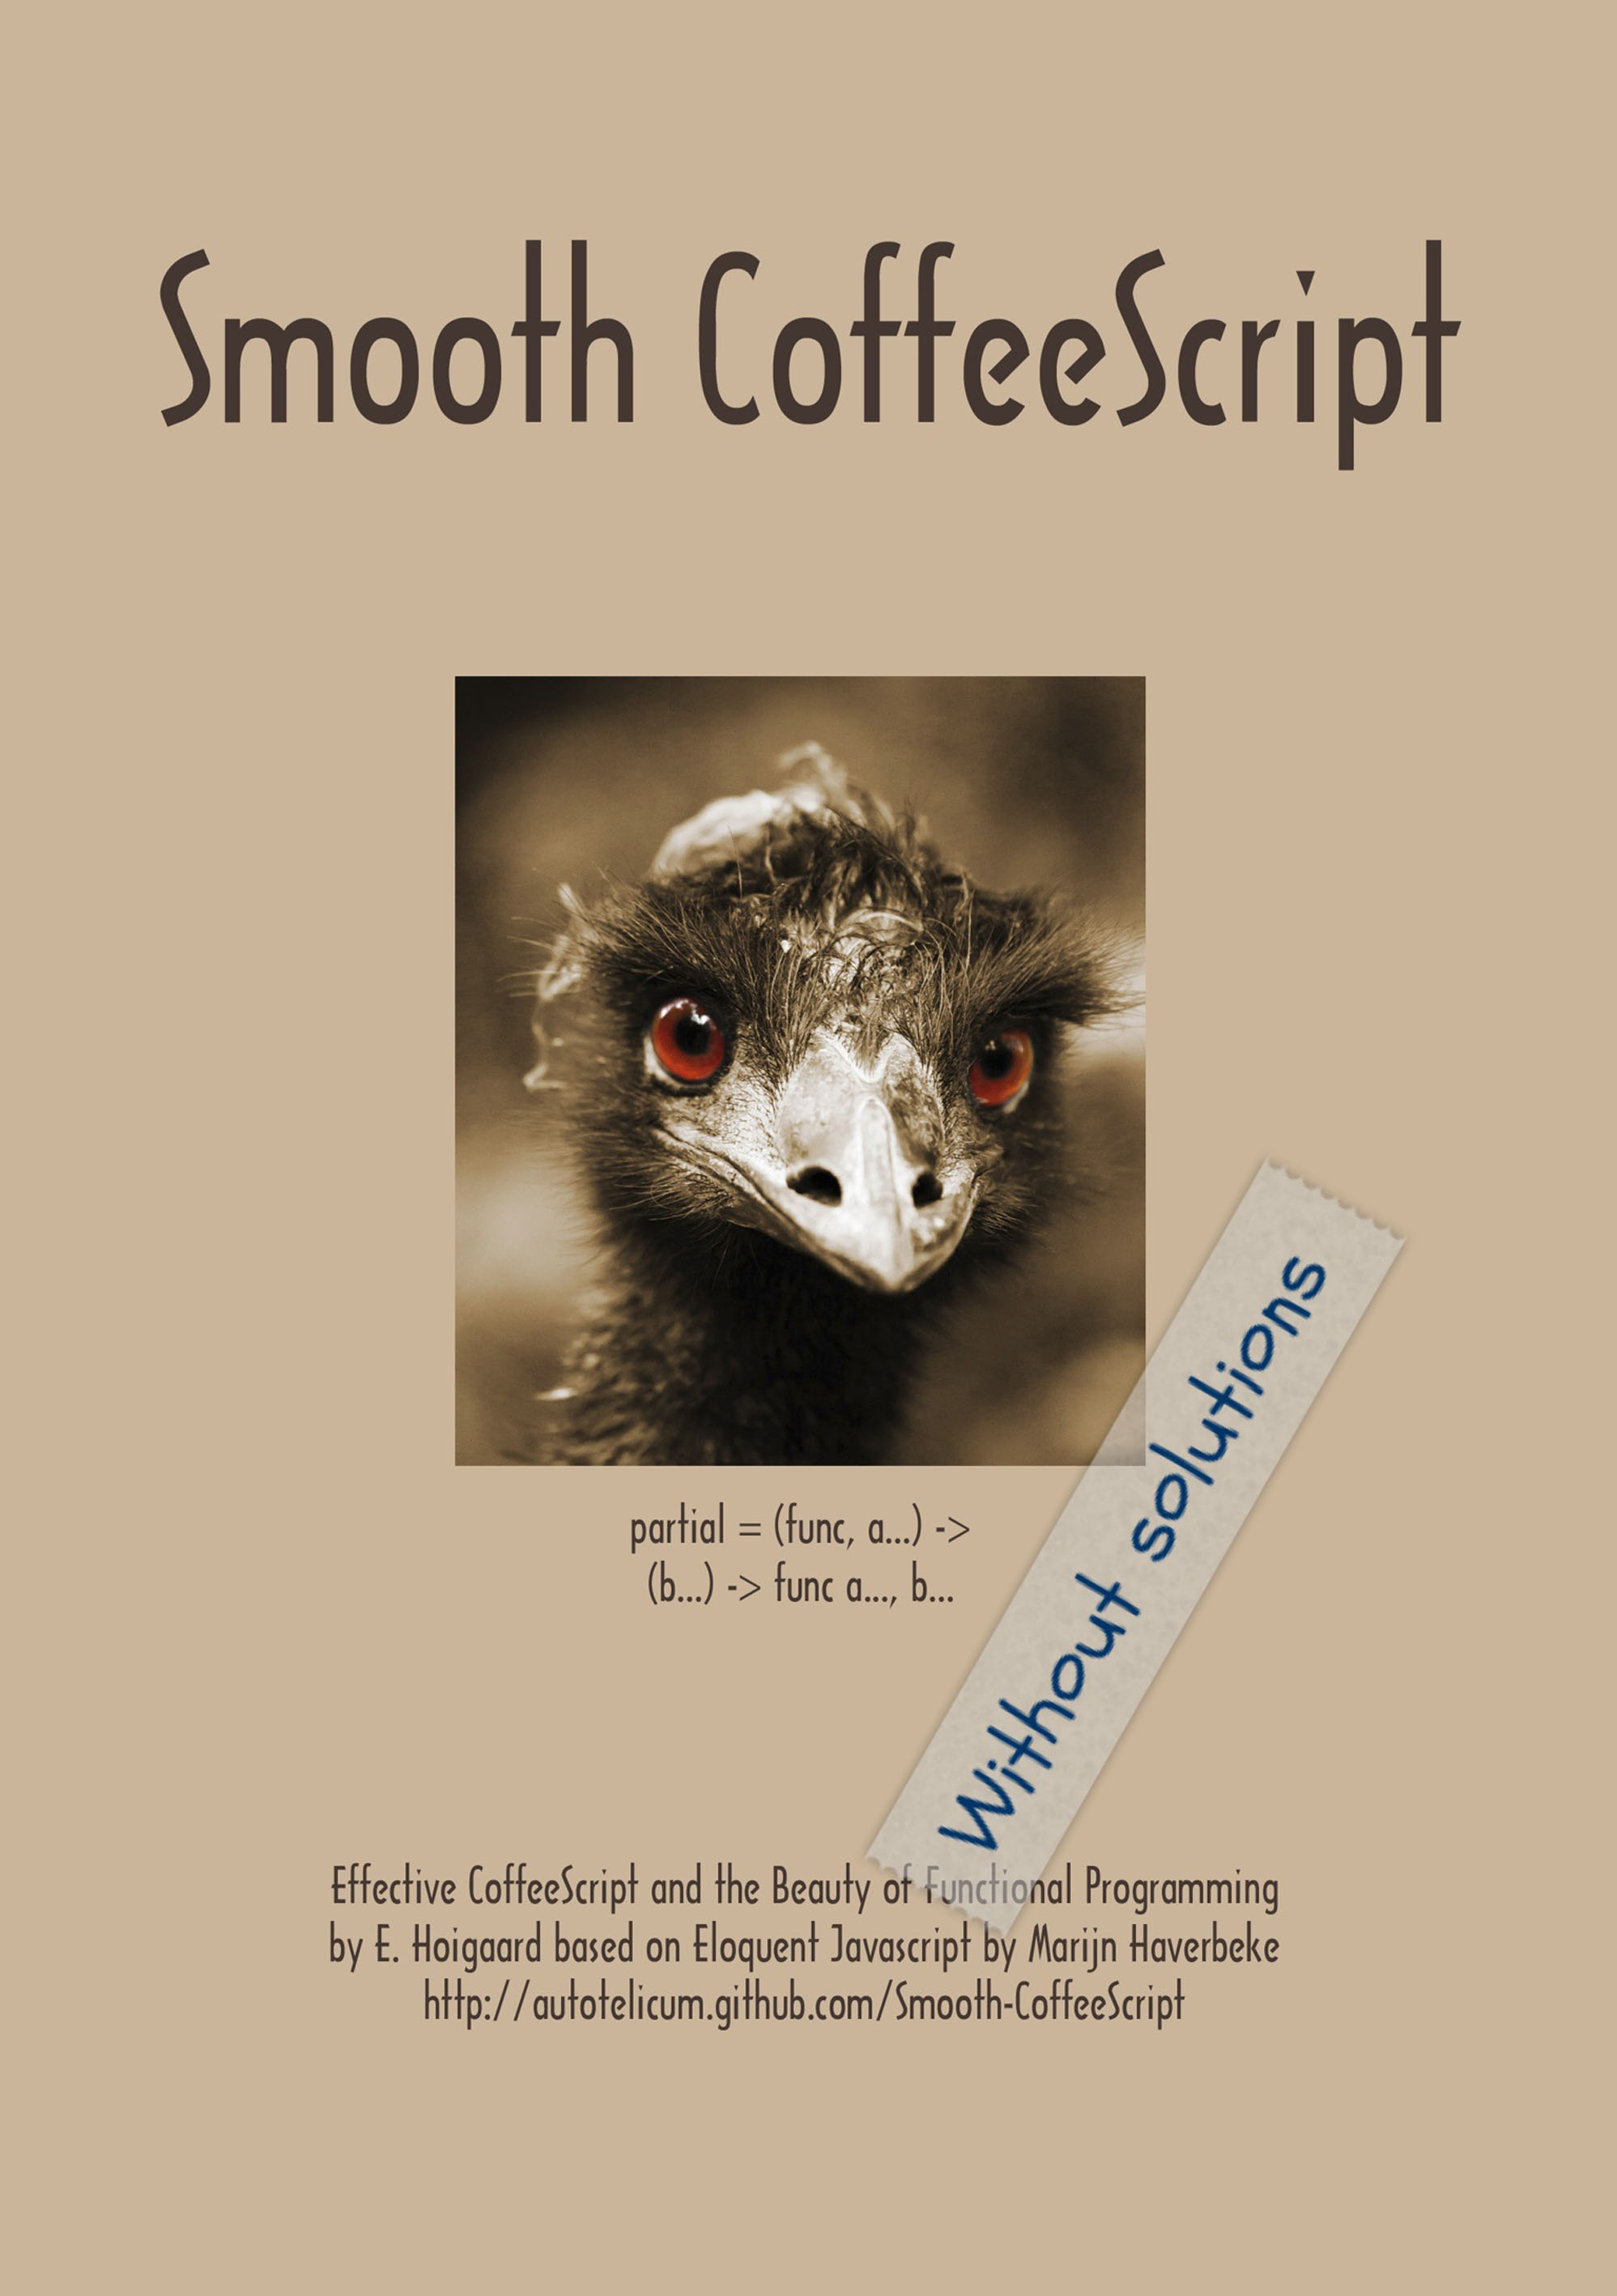 Smooth CoffeeScript
partial = (func, a...) ->
(b...) -> func a..., b...
Without solutions
Effective CoffeeScript and the Beauty of Functional Programming
by E. Hoigaard based on Eloquent Javascript by Marijn Haverbeke
http://autotelicum.github.com/Smooth-CoffeeScript